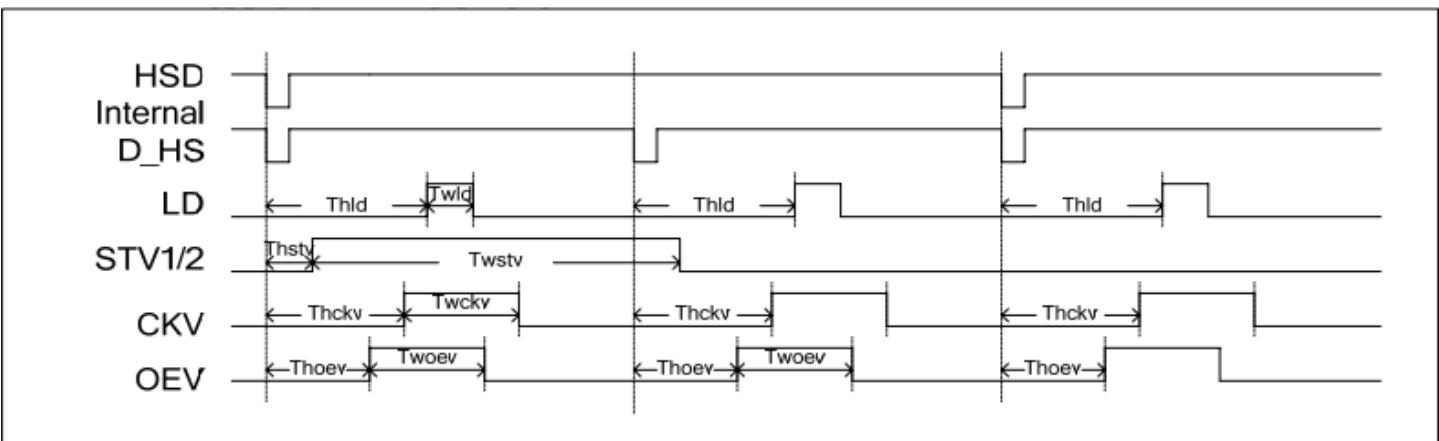 HSD
Internal
D_HS
LD Thld Twld Thld Thld
STV1/2 Thstv Twstv
CKV Thckv Twckv Thckv Thckv
OEV Thoev Twoev Thoev Twoev Thoev